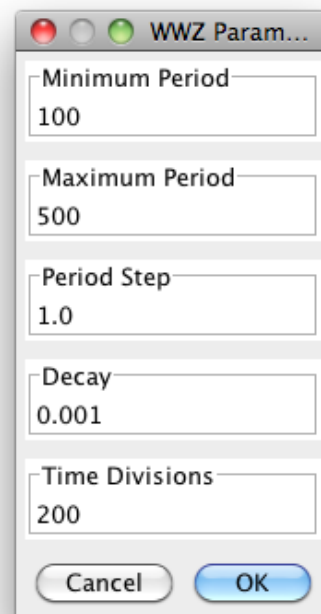 WWZ Param...
Minimum Period
100
Maximum Period
500
Period Step
1.0
Decay
0.001
Time Divisions
200
Cancel OK